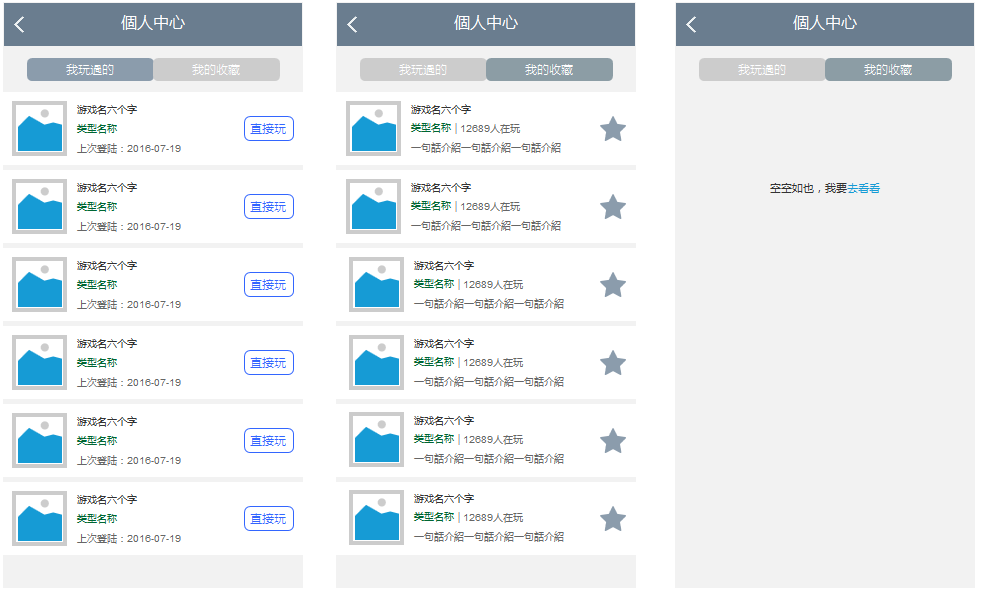 個人中心
我玩過的 我的收藏
游戏名六个字
类型名称
直接玩
上次登陆：2016-07-19
游戏名六个字
类型名称
直接玩
上次登陆：2016-07-19
游戏名六个字
类型名称
直接玩
上次登陆：2016-07-19
游戏名六个字
类型名称
直接玩
上次登陆：2016-07-19
游戏名六个字
类型名称
直接玩
上次登陆：2016-07-19
游戏名六个字
类型名称
直接玩
上次登陆：2016-07-19
個人中心
我玩過的 我的收藏
游戏名六个字
类型名称 | 12689人在玩
一句話介紹一句話介紹一句話介紹
游戏名六个字
类型名称 | 12689人在玩
一句話介紹一句話介紹一句話介紹
游戏名六个字
类型名称 | 12689人在玩
一句話介紹一句話介紹一句話介紹
游戏名六个字
类型名称 | 12689人在玩
一句話介紹一句話介紹一句話介紹
游戏名六个字
类型名称 | 12689人在玩
一句話介紹一句話介紹一句話介紹
游戏名六个字
类型名称 | 12689人在玩
一句話介紹一句話介紹一句話介紹
個人中心
我玩過的 我的收藏
空空如也，我要去看看